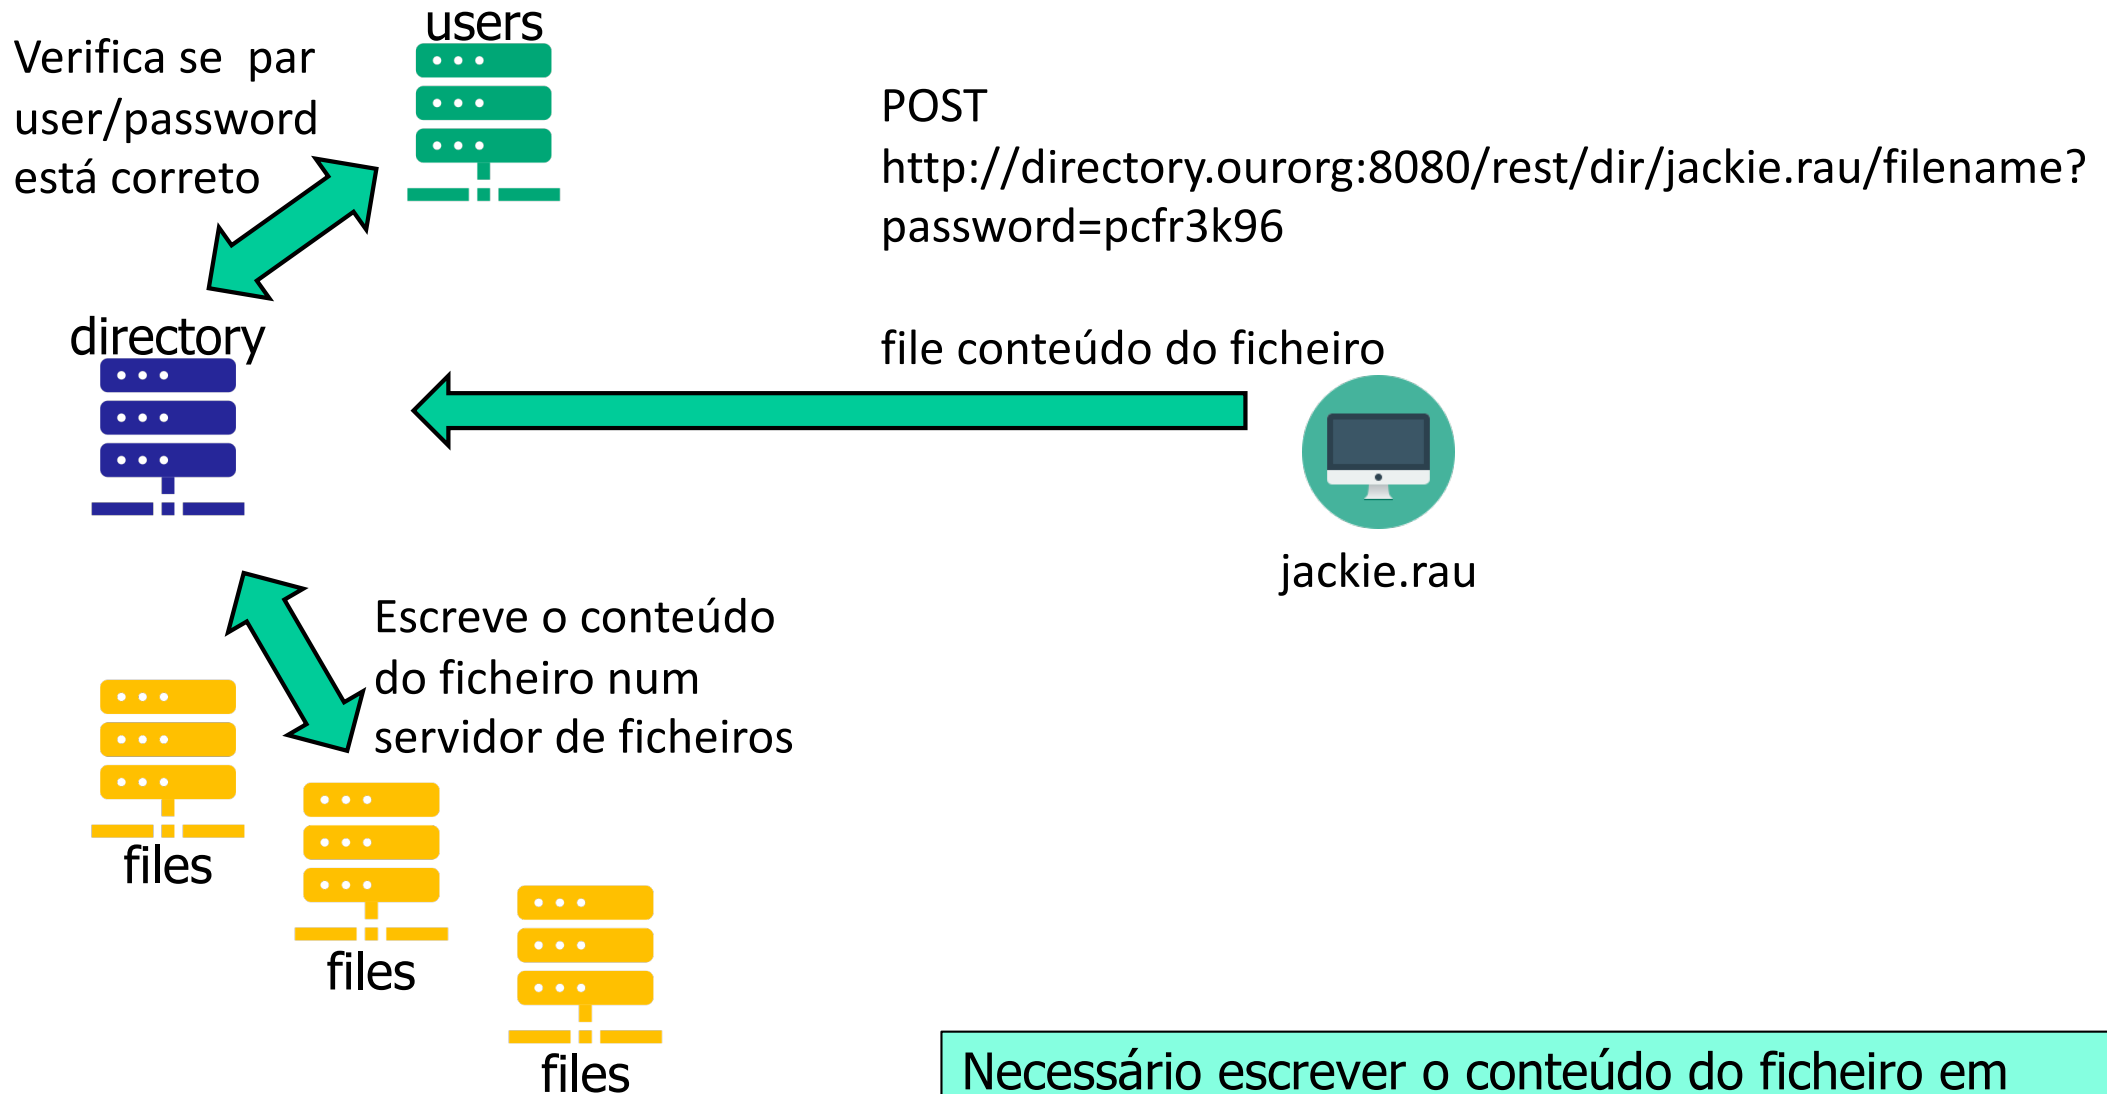 users
Verifica se par
user/password
está correto
POST
http://directory.ourorg:8080/rest/dir/jackie.rau/filename?
password=pcfr3k96
directory
file conteúdo do ficheiro
jackie.rau
Escreve o conteúdo
do ficheiro num
servidor de ficheiros
files
files
files
Necessário escrever o conteúdo do ficheiro em